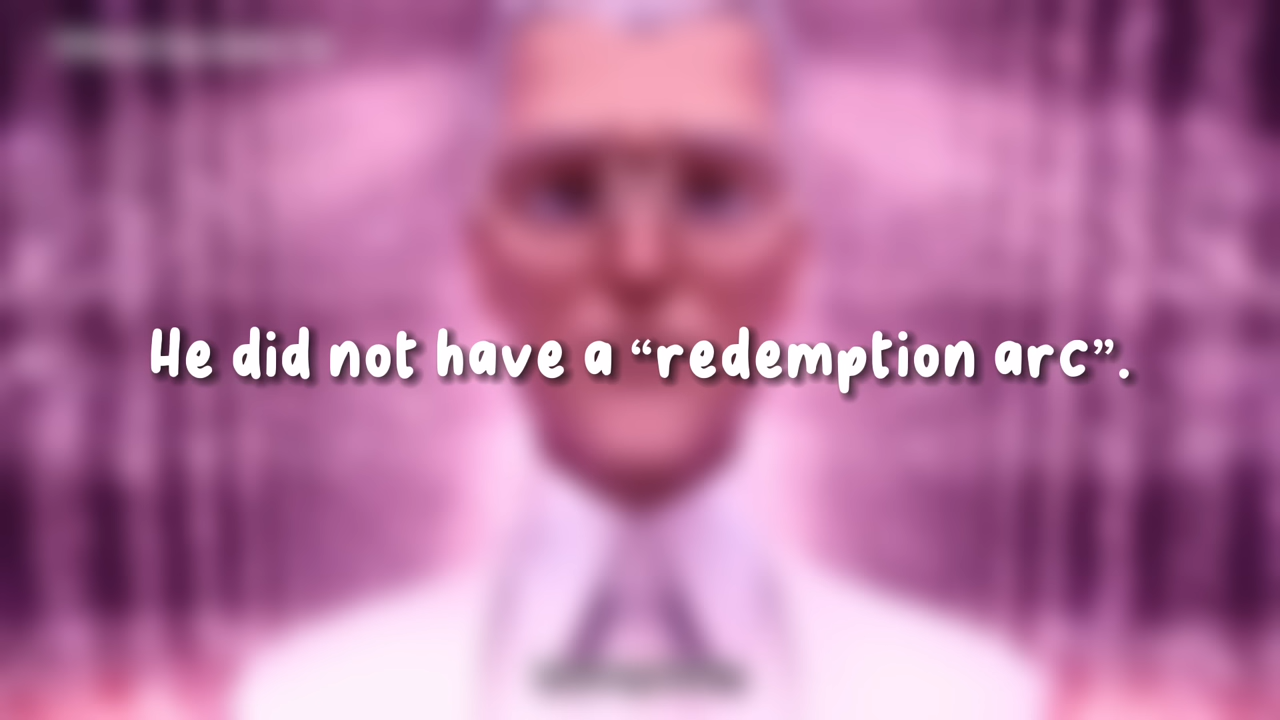 He did not have a “redemption arc”.